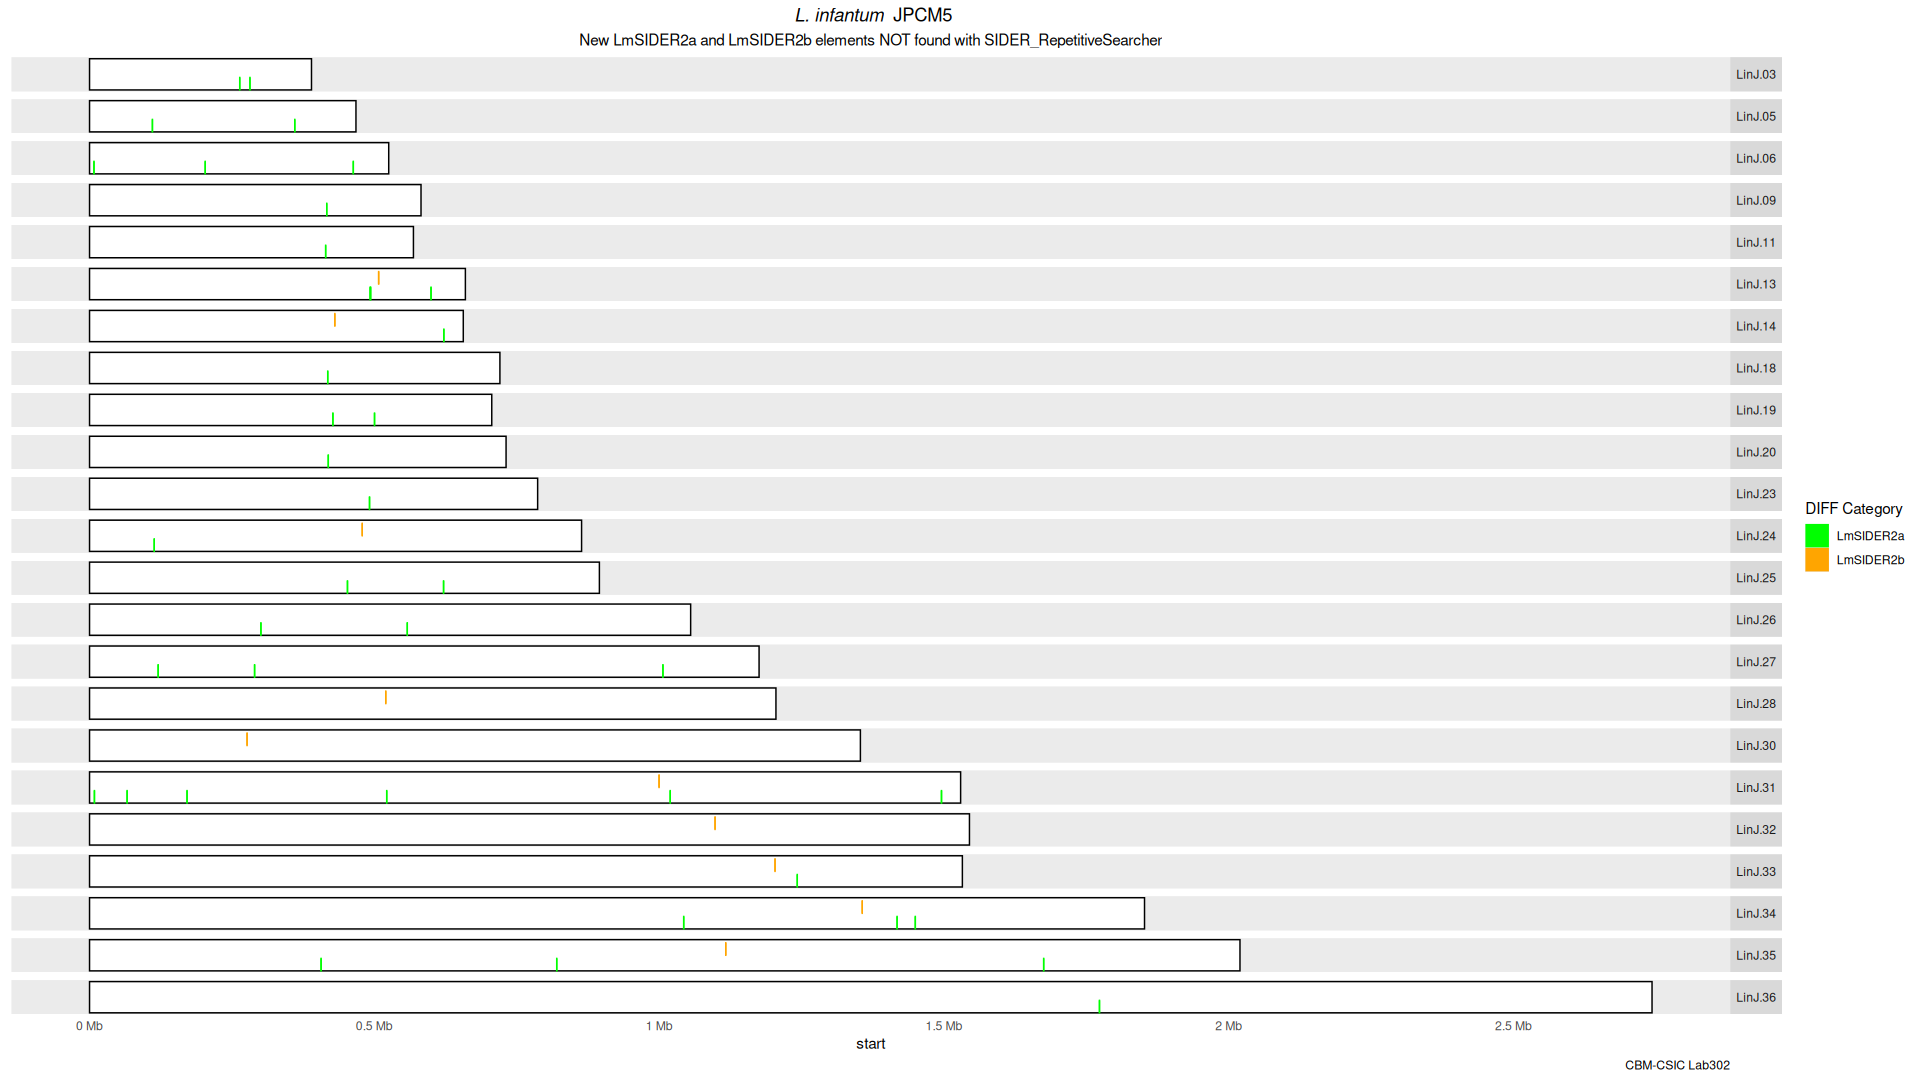 L. infantum JPCM5
New LmSIDER2a and LmSIDER2b elements NOT found with SIDER_RepetitiveSearcher
LinJ.03
LinJ.05
LinJ.06
LinJ.09
LinJ.11
LinJ.13
LinJ.14
LinJ.18
LinJ.19
LinJ.20
LinJ.23
LinJ.24
LinJ.25
LinJ.26
LinJ.27
LinJ.28
LinJ.30
LinJ.31
LinJ.32
LinJ.33
LinJ.34
LinJ.35
LinJ.36
0 Mb 0.5 Mb 1 Mb 1.5 Mb 2 Mb 2.5 Mb
start
DIFF Category
LmSIDER2a
LmSIDER2b
CBM-CSIC Lab302